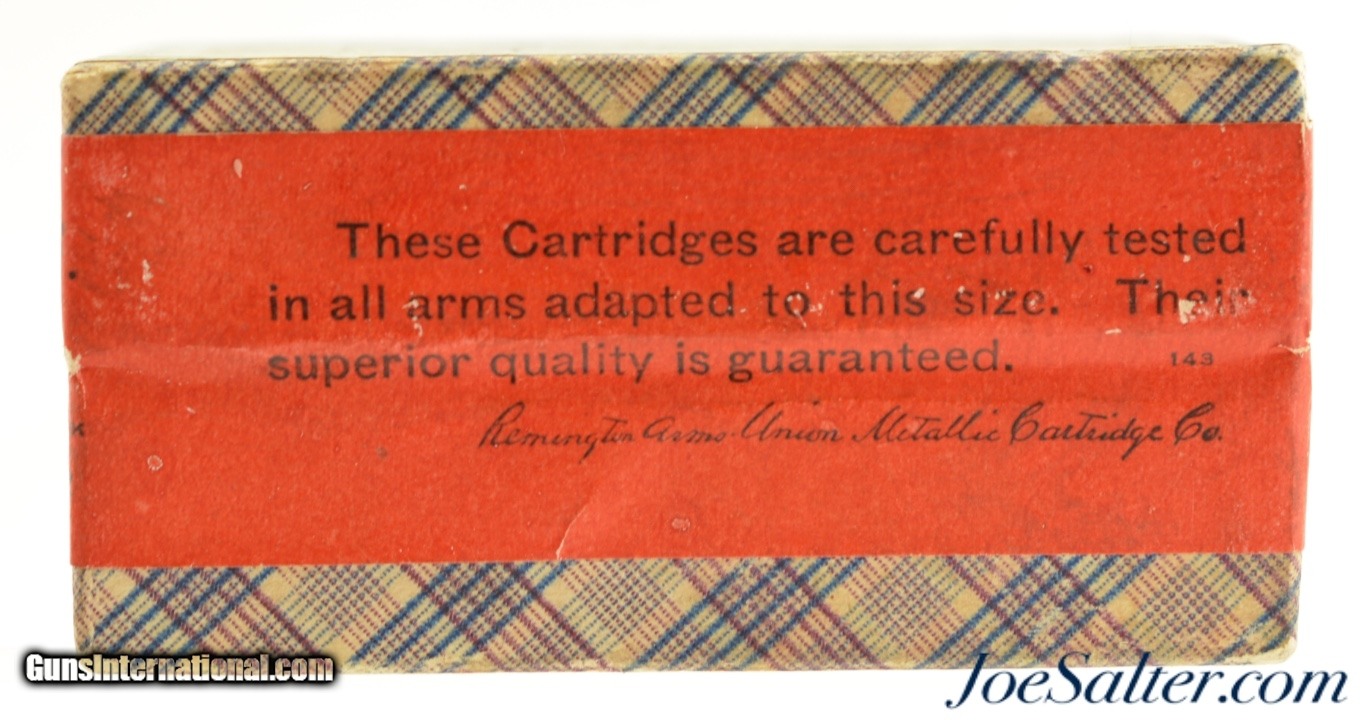 These Cartridges are carefully tested
in all arms adapted to this size. Their
superior quality is guaranteed. 143
Remington Arms-Union Metallic Cartridge Co.
GunsInternational.com
JoeSalter.com